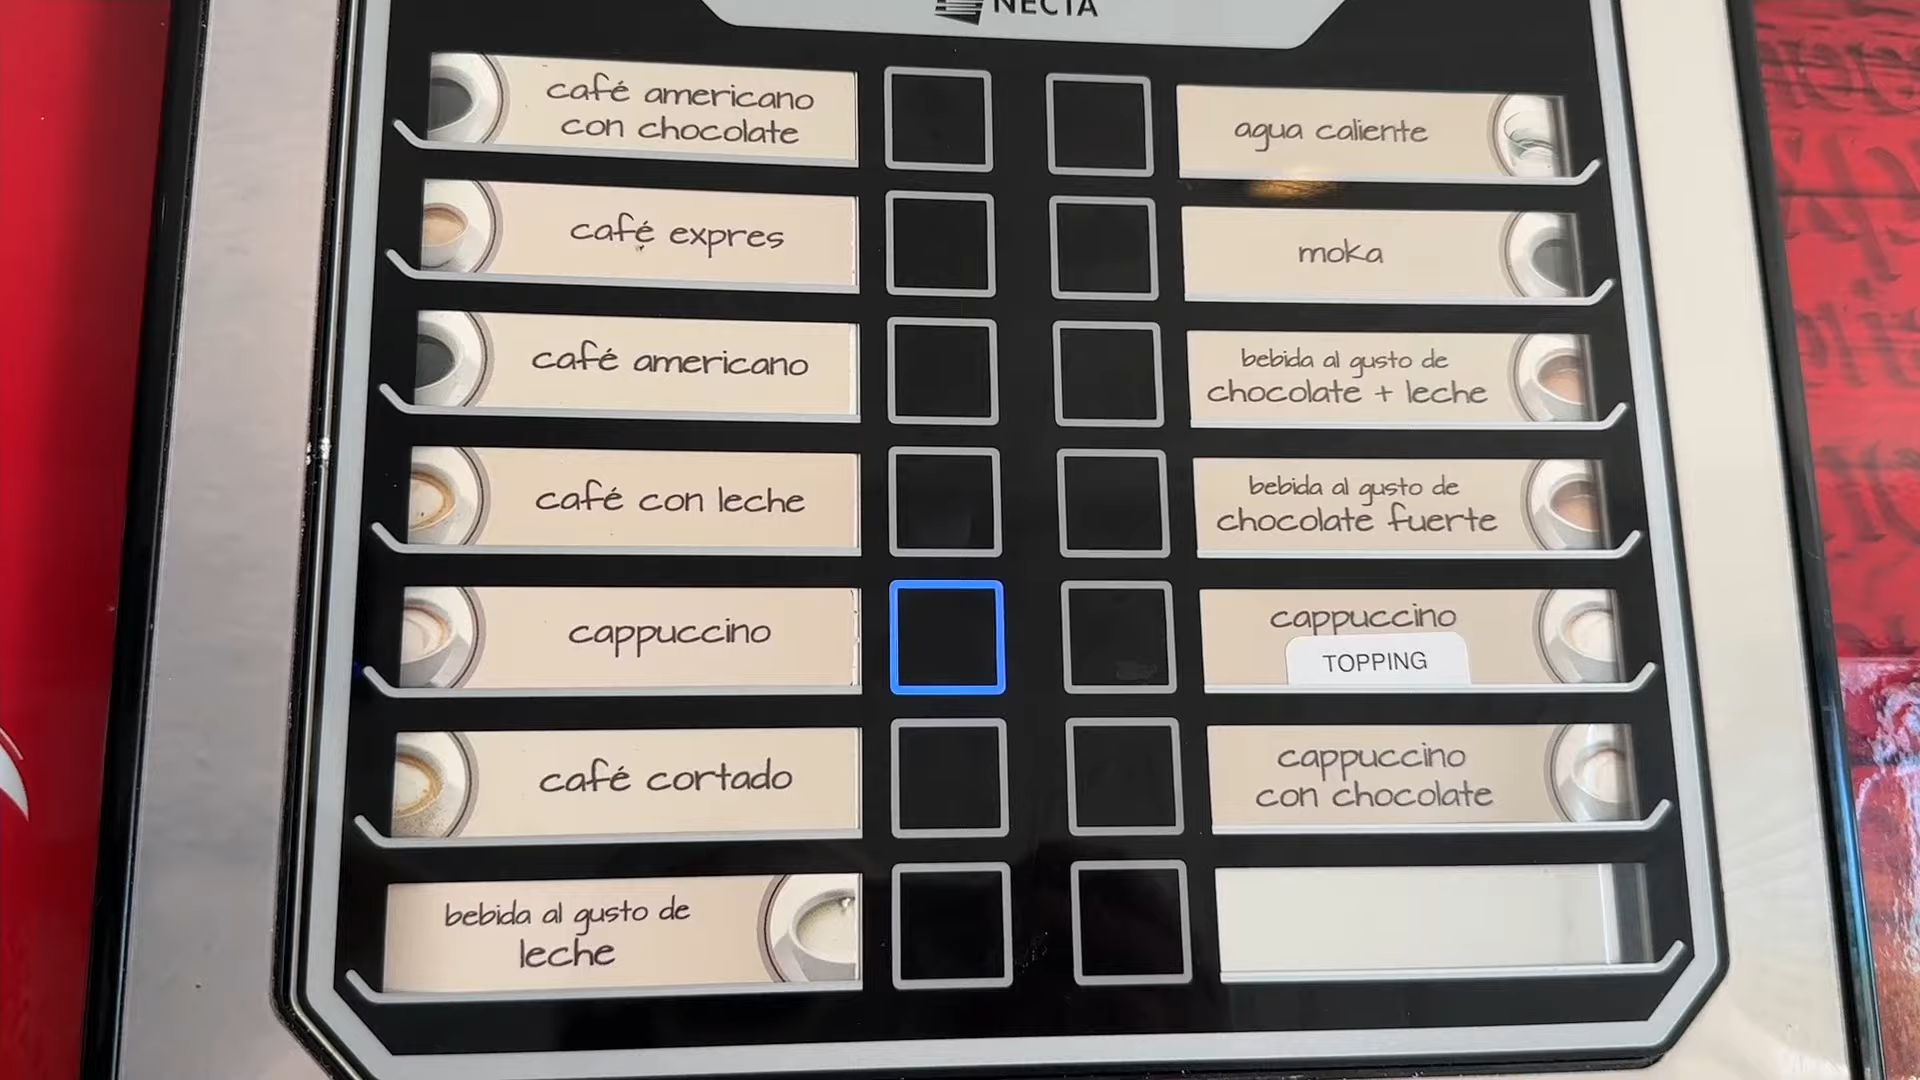 NECTA
café americano
con chocolate
café expres
café americano
café con leche
cappuccino
café cortado
bebida al gusto de
leche
agua caliente
moka
bebida al gusto de
chocolate + leche
bebida al gusto de
chocolate fuerte
cappuccino
TOPPING
cappuccino
con chocolate